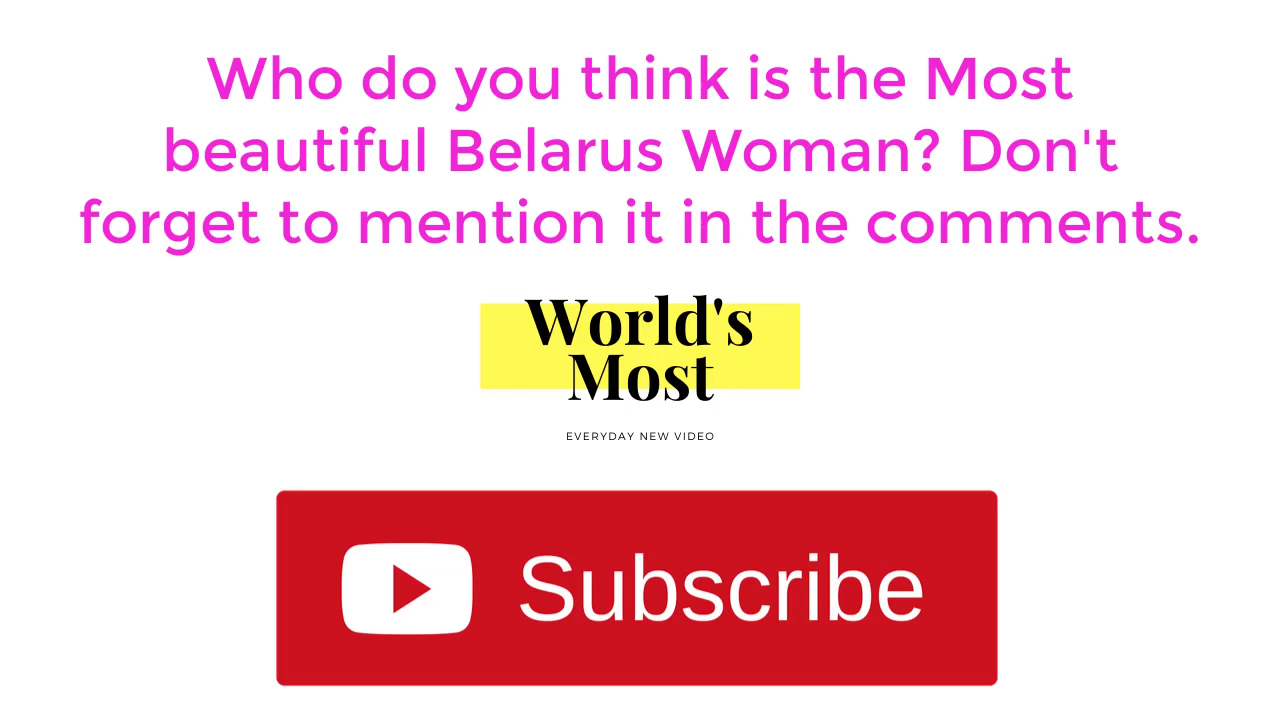 Who do you think is the Most
beautiful Belarus Woman? Don't
forget to mention it in the comments.
World's
Most
EVERYDAY NEW VIDEO
Subscribe